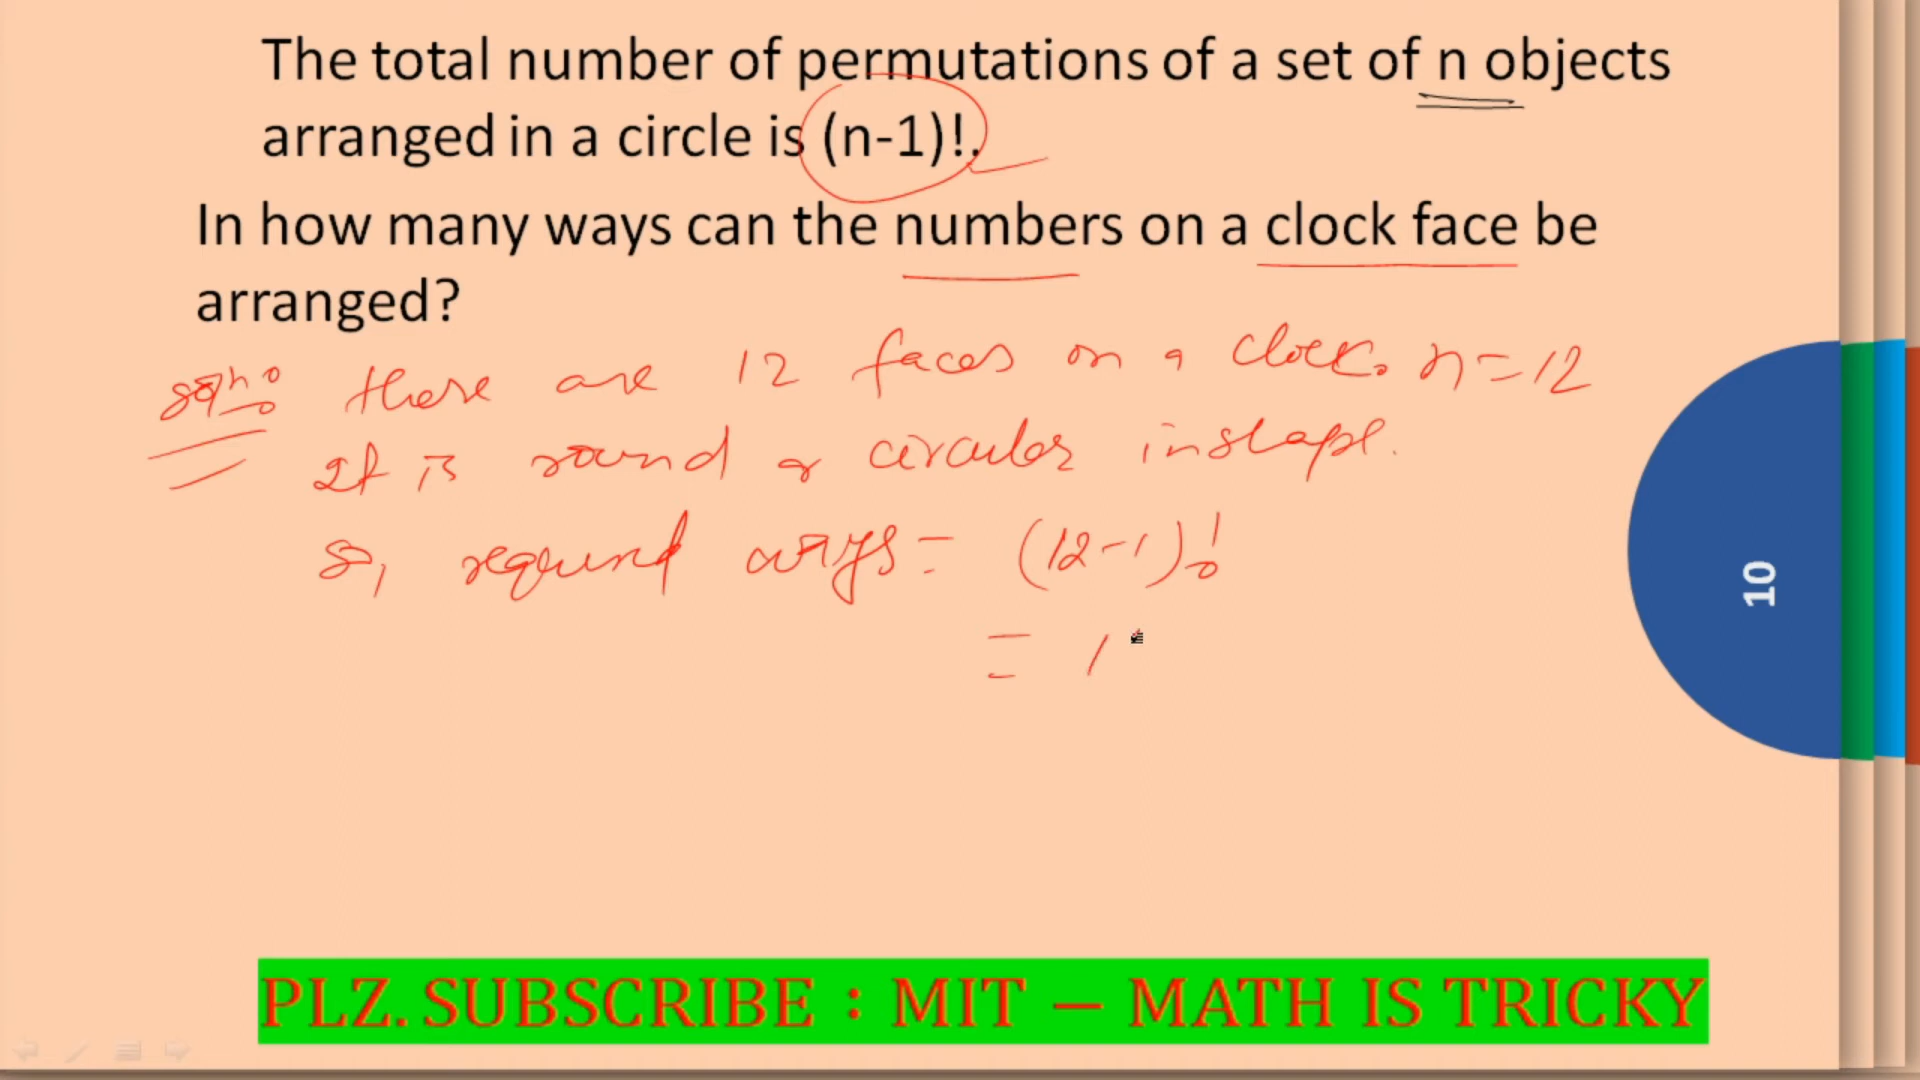 The total number of permutations of a set of n objects
arranged in a circle is (n-1)!.
In how many ways can the numbers on a clock face be
arranged?
Soln: there are 12 faces on a clock. n=12
It is round or circular in shape.
So, required ways = (12-1)!
= 1
10
PLZ. SUBSCRIBE : MIT – MATH IS TRICKY